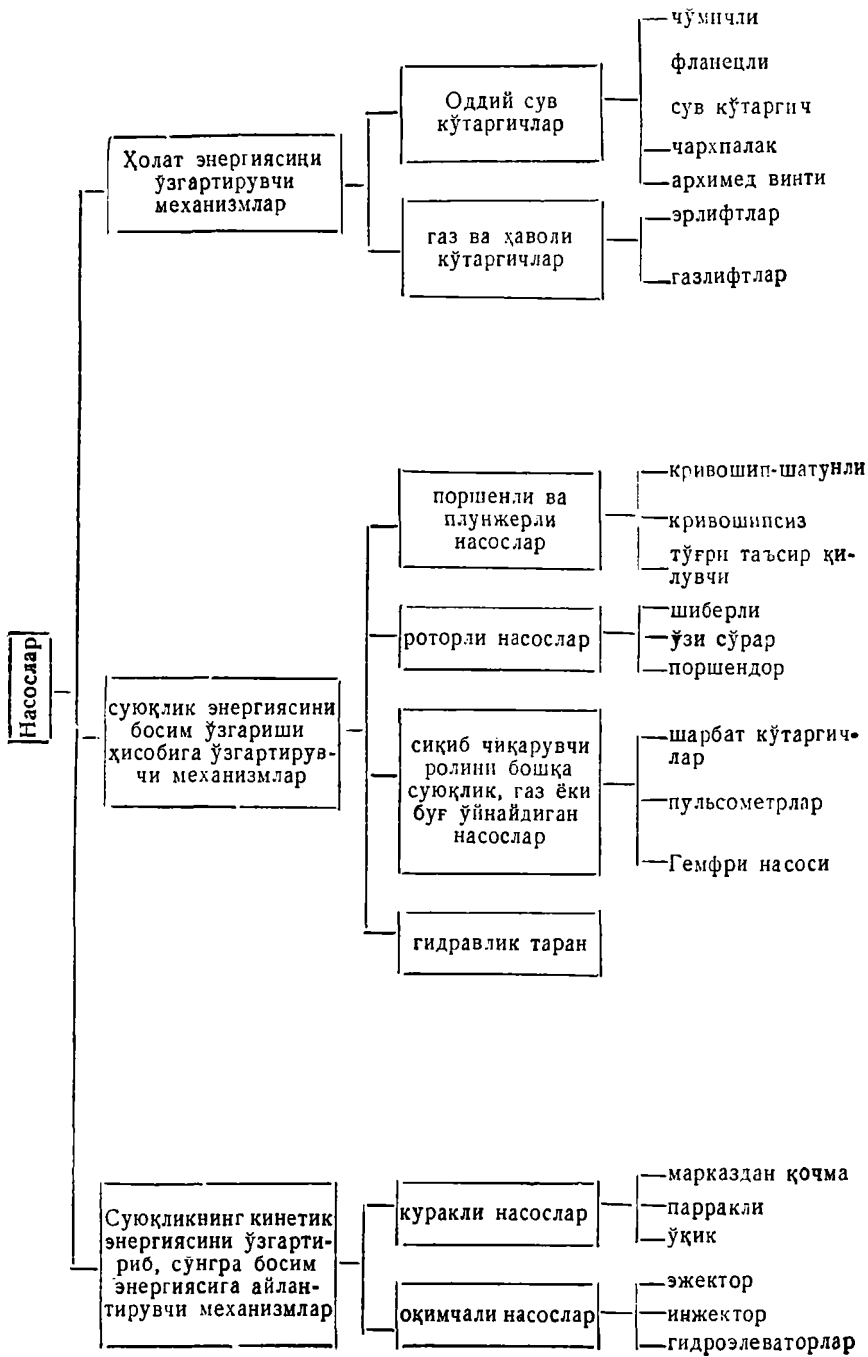 Насослар
Ҳолат энергиясини
ўзгартирувчи
механизмлар
Оддий сув
кўтаргичлар
чўмичли
фланецли
сув кўтаргич
чархпалак
архимед винти
газ ва ҳаволи
кўтаргичлар
эрлифтлар
газлифтлар
суюқлик энергиясини
босим ўзгариши
ҳисобига ўзгартирув-
чи механизмлар
поршенли ва
плунжерли
насослар
кривошип-шатунли
кривошипсиз
тўғри таъсир қи-
лувчи
роторли насослар
шиберли
ўзи сўрар
поршендор
сиқиб чиқарувчи
ролини бошқа
суюқлик, газ ёки
буғ ўйнайдиган
насослар
шарбат кўтаргич-
лар
пульсометрлар
Гемфри насоси
гидравлик таран
Суюқликнинг кинетик
энергиясини ўзгарти-
риб, сўнгра босим
энергиясига айлан-
тирувчи механизмлар
куракли насослар
марказдан қочма
парракли
ўқик
оқимчали насослар
эжектор
инжектор
гидроэлеваторлар